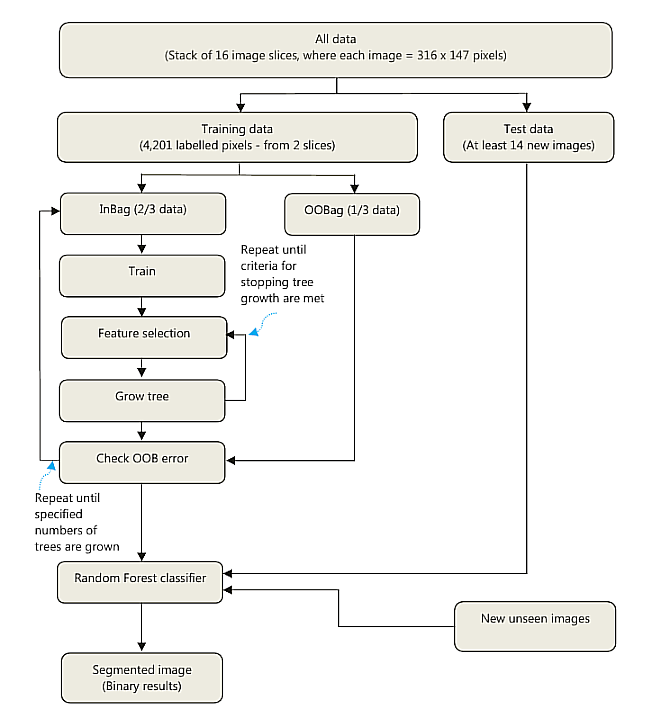 All data
(Stack of 16 image slices, where each image = 316 x 147 pixels)
Training data
(4,201 labelled pixels - from 2 slices)
Test data
(At least 14 new images)
InBag (2/3 data)
OOBag (1/3 data)
Repeat until
criteria for
stopping tree
growth are met
Train
Feature selection
Grow tree
Check OOB error
Repeat until
specified
numbers of
trees are grown
Random Forest classifier
New unseen images
Segmented image
(Binary results)